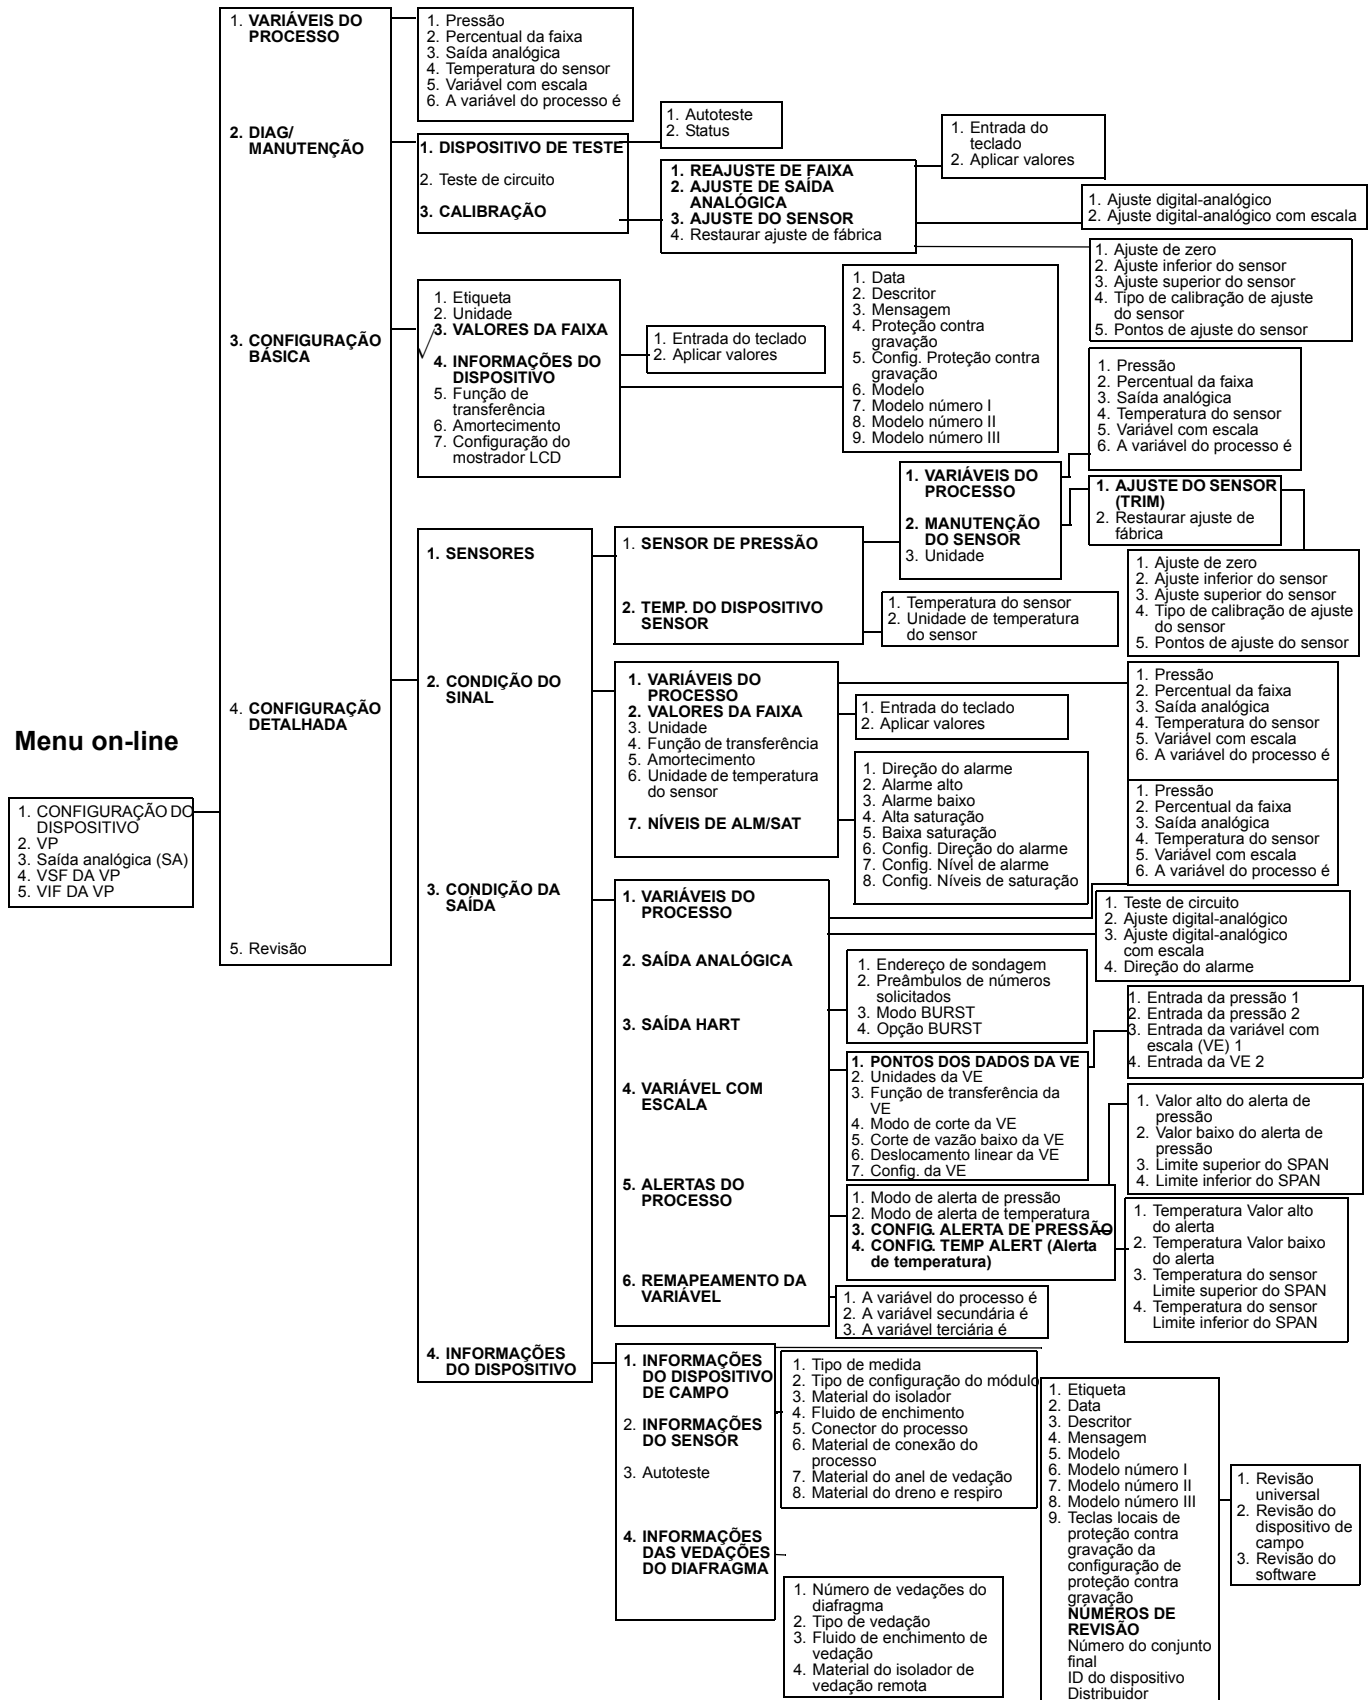 Menu on-line
1. CONFIGURAÇÃO DO
DISPOSITIVO
2. VP
3. Saída analógica (SA)
4. VSF DA VP
5. VIF DA VP
1. VARIÁVEIS DO
PROCESSO
2. DIAG/
MANUTENÇÃO
3. CONFIGURAÇÃO
BÁSICA
4. CONFIGURAÇÃO
DETALHADA
5. Revisão
1. Pressão
2. Percentual da faixa
3. Saída analógica
4. Temperatura do sensor
5. Variável com escala
6. A variável do processo é
1. DISPOSITIVO DE TESTE
2. Teste de circuito
3. CALIBRAÇÃO
1. Autoteste
2. Status
1. REAJUSTE DE FAIXA
2. AJUSTE DE SAÍDA
ANALÓGICA
3. AJUSTE DO SENSOR
4. Restaurar ajuste de fábrica
1. Entrada do
teclado
2. Aplicar valores
1. Ajuste digital-analógico
2. Ajuste digital-analógico com escala
1. Ajuste de zero
2. Ajuste inferior do sensor
3. Ajuste superior do sensor
4. Tipo de calibração de ajuste
do sensor
5. Pontos de ajuste do sensor
1. Etiqueta
2. Unidade
3. VALORES DA FAIXA
4. INFORMAÇÕES DO
DISPOSITIVO
5. Função de
transferência
6. Amortecimento
7. Configuração do
mostrador LCD
1. Entrada do teclado
2. Aplicar valores
1. Data
2. Descritor
3. Mensagem
4. Proteção contra
gravação
5. Config. Proteção contra
gravação
6. Modelo
7. Modelo número I
8. Modelo número II
9. Modelo número III
1. SENSORES
2. CONDIÇÃO DO
SINAL
3. CONDIÇÃO DA
SAÍDA
4. INFORMAÇÕES
DO DISPOSITIVO
1. SENSOR DE PRESSÃO
2. TEMP. DO DISPOSITIVO
SENSOR
1. VARIÁVEIS DO
PROCESSO
2. MANUTENÇÃO
DO SENSOR
3. Unidade
1. Pressão
2. Percentual da faixa
3. Saída analógica
4. Temperatura do sensor
5. Variável com escala
6. A variável do processo é
1. AJUSTE DO SENSOR
(TRIM)
2. Restaurar ajuste de
fábrica
1. Ajuste de zero
2. Ajuste inferior do sensor
3. Ajuste superior do sensor
4. Tipo de calibração de ajuste
do sensor
5. Pontos de ajuste do sensor
1. Temperatura do sensor
2. Unidade de temperatura
do sensor
1. VARIÁVEIS DO
PROCESSO
2. VALORES DA FAIXA
3. Unidade
4. Função de transferência
5. Amortecimento
6. Unidade de temperatura
do sensor
7. NÍVEIS DE ALM/SAT
1. Pressão
2. Percentual da faixa
3. Saída analógica
4. Temperatura do sensor
5. Variável com escala
6. A variável do processo é
1. Entrada do teclado
2. Aplicar valores
1. Direção do alarme
2. Alarme alto
3. Alarme baixo
4. Alta saturação
5. Baixa saturação
6. Config. Direção do alarme
7. Config. Nível de alarme
8. Config. Níveis de saturação
1. VARIÁVEIS DO
PROCESSO
2. SAÍDA ANALÓGICA
3. SAÍDA HART
4. VARIÁVEL COM
ESCALA
5. ALERTAS DO
PROCESSO
6. REMAPEAMENTO DA
VARIÁVEL
1. Pressão
2. Percentual da faixa
3. Saída analógica
4. Temperatura do sensor
5. Variável com escala
6. A variável do processo é
1. Teste de circuito
2. Ajuste digital-analógico
3. Ajuste digital-analógico
com escala
4. Direção do alarme
1. Endereço de sondagem
2. Preâmbulos de números
solicitados
3. Modo BURST
4. Opção BURST
1. PONTOS DOS DADOS DA VE
2. Unidades da VE
3. Função de transferência da
VE
4. Modo de corte da VE
5. Corte de vazão baixo da VE
6. Deslocamento linear da VE
7. Config. da VE
1. Entrada da pressão 1
2. Entrada da pressão 2
3. Entrada da variável com
escala (VE) 1
4. Entrada da VE 2
1. Modo de alerta de pressão
2. Modo de alerta de temperatura
3. CONFIG. ALERTA DE PRESSÃO
4. CONFIG. TEMP ALERT (Alerta
de temperatura)
1. Valor alto do alerta de
pressão
2. Valor baixo do alerta de
pressão
3. Limite superior do SPAN
4. Limite inferior do SPAN
1. Temperatura Valor alto
do alerta
2. Temperatura Valor baixo
do alerta
3. Temperatura do sensor
Limite superior do SPAN
4. Temperatura do sensor
Limite inferior do SPAN
1. A variável do processo é
2. A variável secundária é
3. A variável terciária é
1. INFORMAÇÕES
DO DISPOSITIVO
DE CAMPO
2. INFORMAÇÕES
DO SENSOR
3. Autoteste
4. INFORMAÇÕES
DAS VEDAÇÕES
DO DIAFRAGMA
1. Tipo de medida
2. Tipo de configuração do módulo
3. Material do isolador
4. Fluido de enchimento
5. Conector do processo
6. Material de conexão do
processo
7. Material do anel de vedação
8. Material do dreno e respiro
1. Número de vedações do
diafragma
2. Tipo de vedação
3. Fluido de enchimento de
vedação
4. Material do isolador de
vedação remota
1. Etiqueta
2. Data
3. Descritor
4. Mensagem
5. Modelo
6. Modelo número I
7. Modelo número II
8. Modelo número III
9. Teclas locais de
proteção contra
gravação da
configuração de
proteção contra
gravação
NÚMEROS DE
REVISÃO
Número do conjunto
final
ID do dispositivo
Distribuidor
1. Revisão
universal
2. Revisão do
dispositivo de
campo
3. Revisão do
software